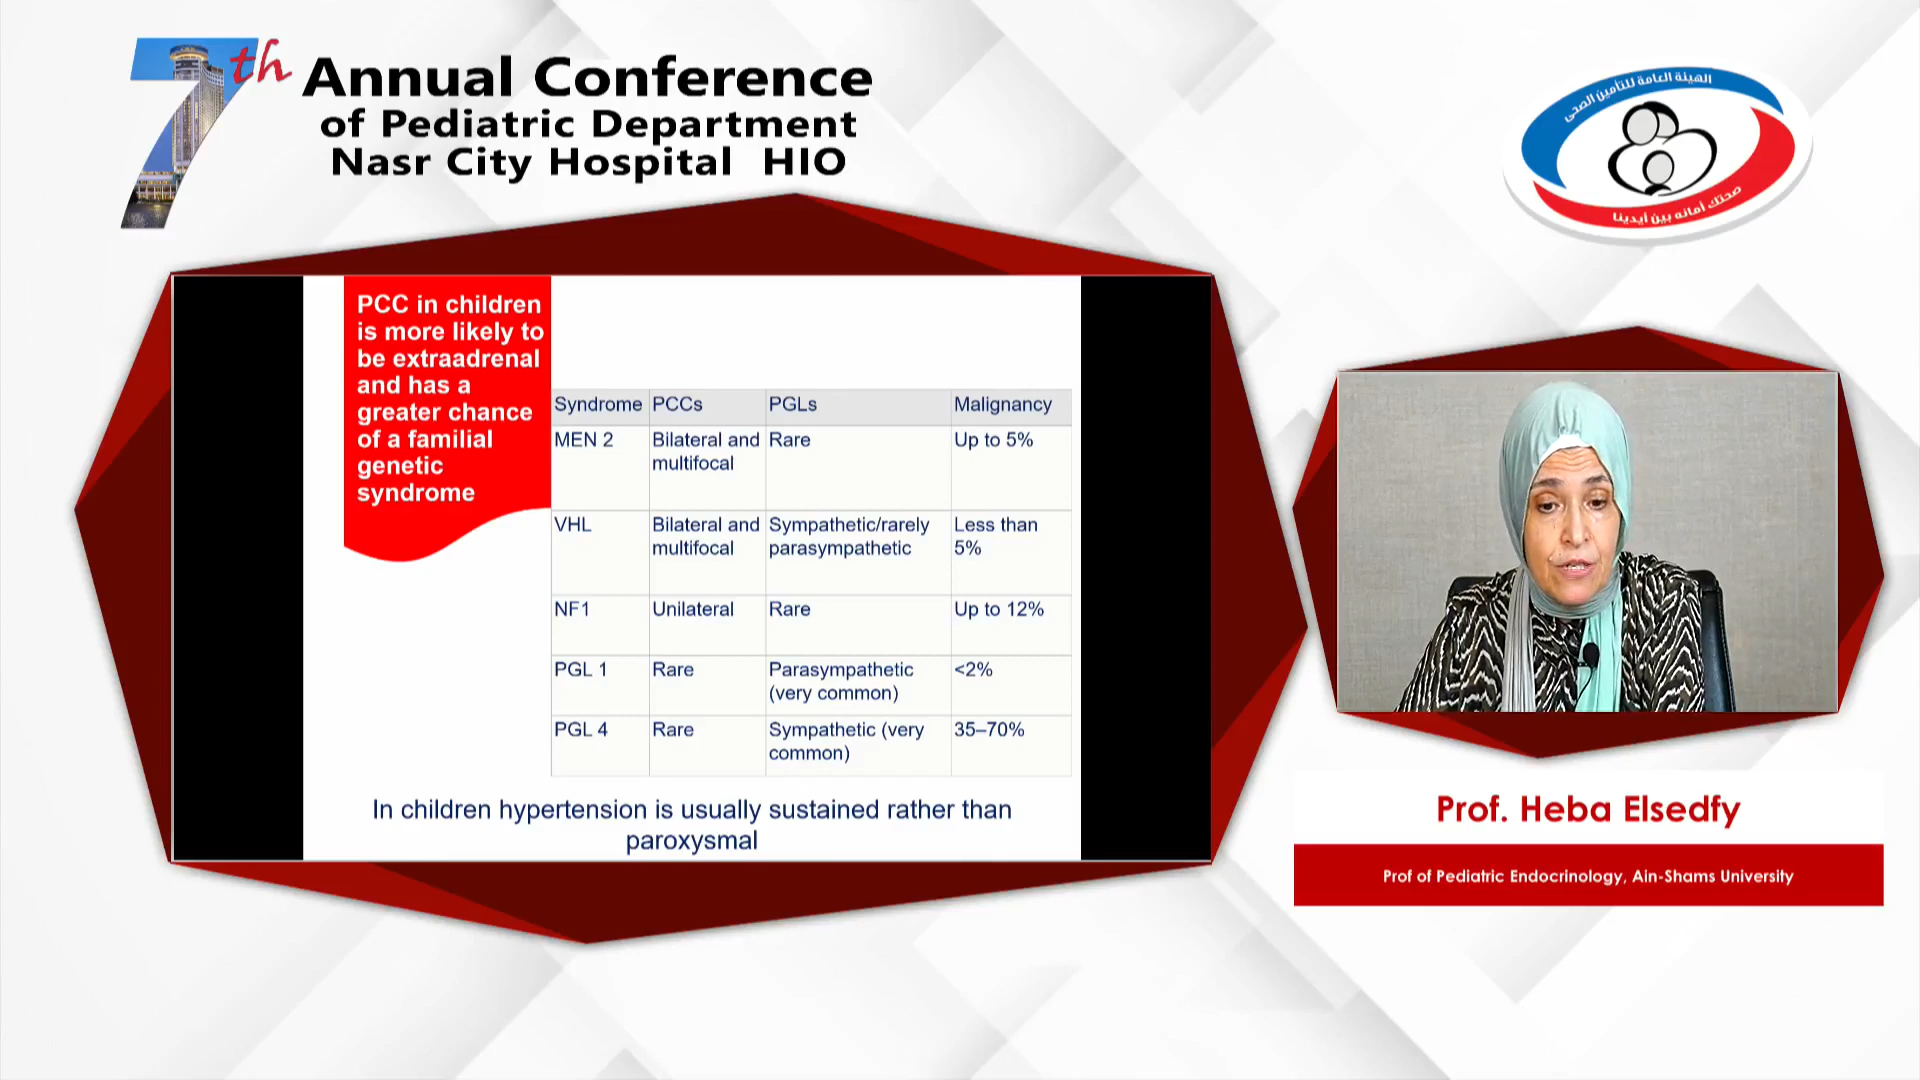 7th Annual Conference
of Pediatric Department
Nasr City Hospital HIO
الهيئة العامة للتأمين الصحى
صحتك أمانه بين أيدينا
PCC in children
is more likely to
be extraadrenal
and has a
greater chance
of a familial
genetic
syndrome
Syndrome PCCs PGLs Malignancy
MEN 2 Bilateral and Rare Up to 5%
multifocal
VHL Bilateral and Sympathetic/rarely Less than
multifocal parasympathetic 5%
NF1 Unilateral Rare Up to 12%
PGL 1 Rare Parasympathetic <2%
(very common)
PGL 4 Rare Sympathetic (very 35–70%
common)
In children hypertension is usually sustained rather than
paroxysmal
Prof. Heba Elsedfy
Prof of Pediatric Endocrinology, Ain-Shams University